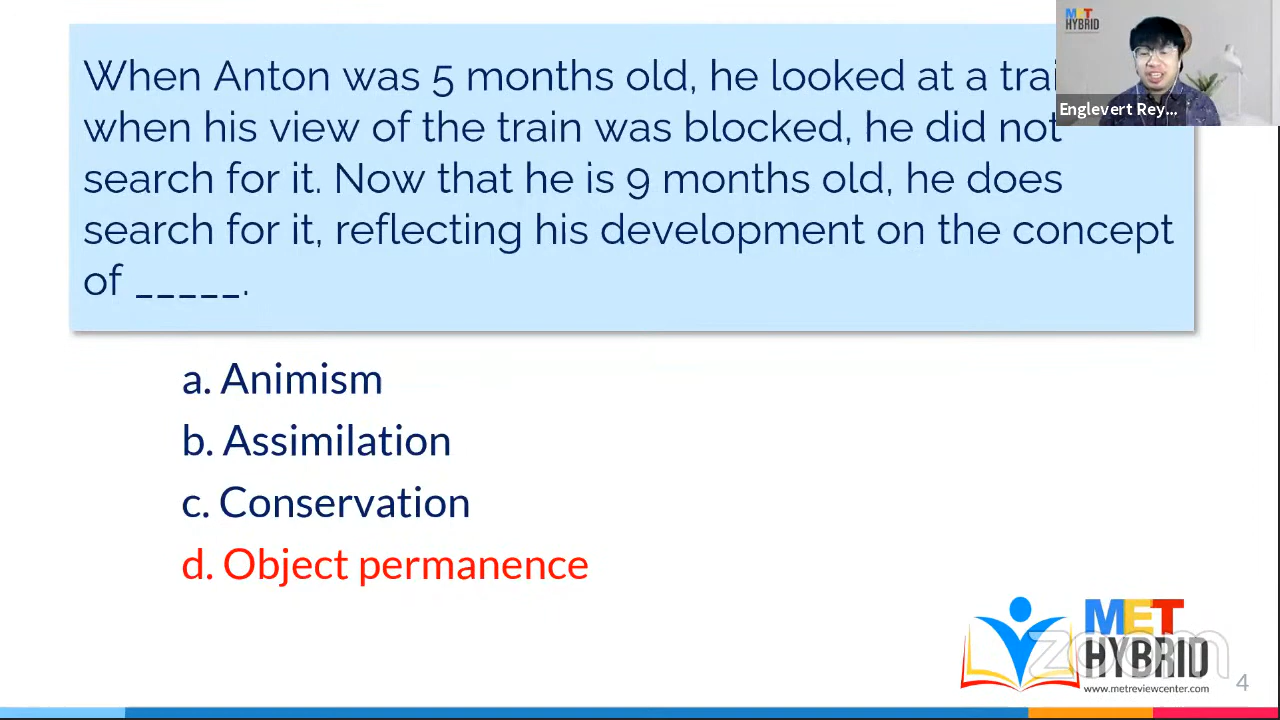 When Anton was 5 months old, he looked at a
when his view of the train was blocked, he did not
search for it. Now that he is 9 months old, he does
search for it, reflecting his development on the concept
of _____.
a. Animism
b. Assimilation
c. Conservation
d. Object permanence
MET
HYBRID
Englevert Rey...
MET
HYBRID
www.metreviewcenter.com
zoom
4